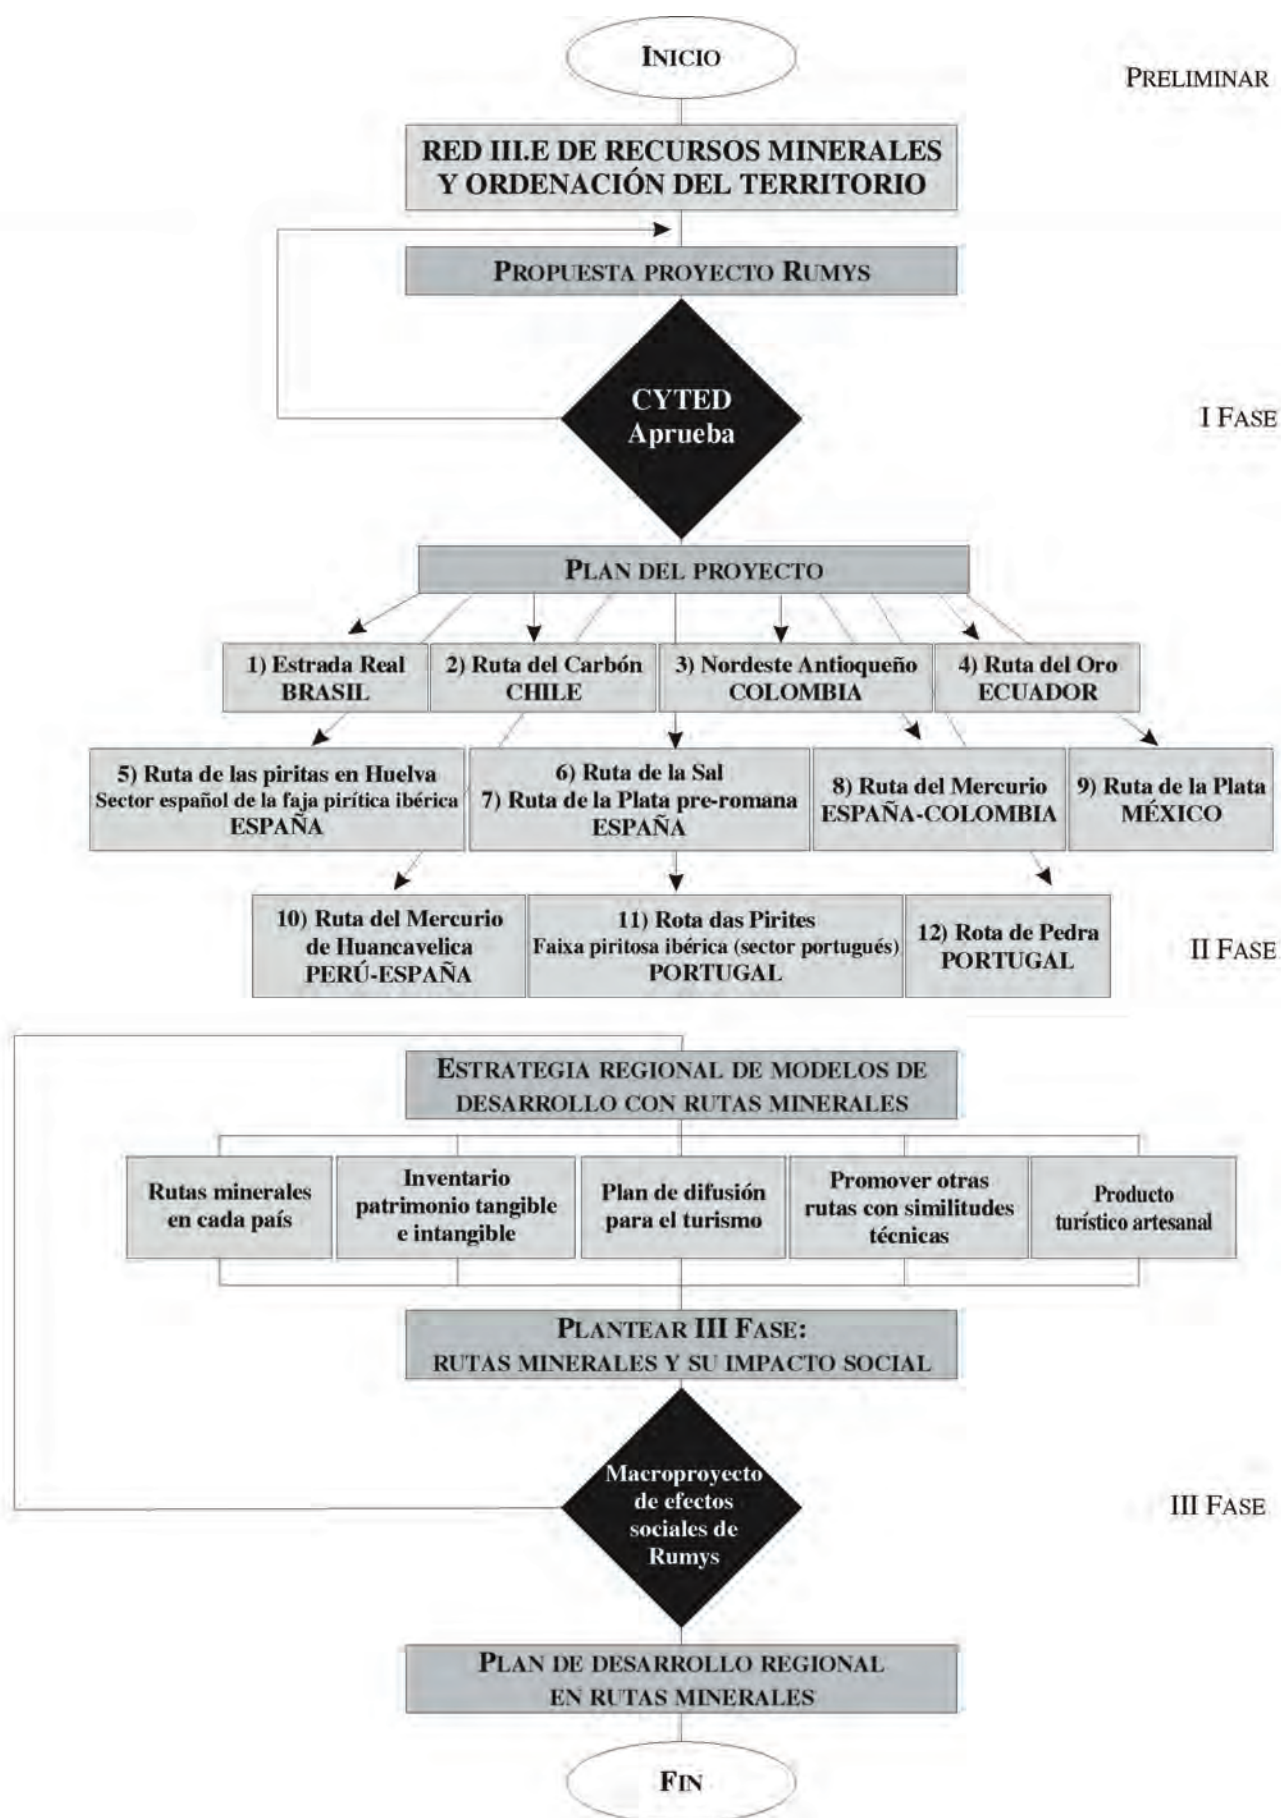 INICIO
PRELIMINAR
RED III.E DE RECURSOS MINERALES
Y ORDENACIÓN DEL TERRITORIO
PROPUESTA PROYECTO RUMYS
CYTED
Aprueba
I FASE
PLAN DEL PROYECTO
1) Estrada Real
BRASIL
2) Ruta del Carbón
CHILE
3) Nordeste Antioqueño
COLOMBIA
4) Ruta del Oro
ECUADOR
5) Ruta de las piritas en Huelva
Sector español de la faja pirítica ibérica
ESPAÑA
6) Ruta de la Sal
7) Ruta de la Plata pre-romana
ESPAÑA
8) Ruta del Mercurio
ESPAÑA-COLOMBIA
9) Ruta de la Plata
MÉXICO
10) Ruta del Mercurio
de Huancavelica
PERÚ-ESPAÑA
11) Rota das Pirites
Faixa piritosa ibérica (sector portugués)
PORTUGAL
12) Rota de Pedra
PORTUGAL
II FASE
ESTRATEGIA REGIONAL DE MODELOS DE
DESARROLLO CON RUTAS MINERALES
Rutas minerales
en cada país
Inventario
patrimonio tangible
e intangible
Plan de difusión
para el turismo
Promover otras
rutas con similitudes
técnicas
Producto
turístico artesanal
PLANTEAR III FASE:
RUTAS MINERALES Y SU IMPACTO SOCIAL
Macroproyecto
de efectos
sociales de
Rumys
III FASE
PLAN DE DESARROLLO REGIONAL
EN RUTAS MINERALES
FIN